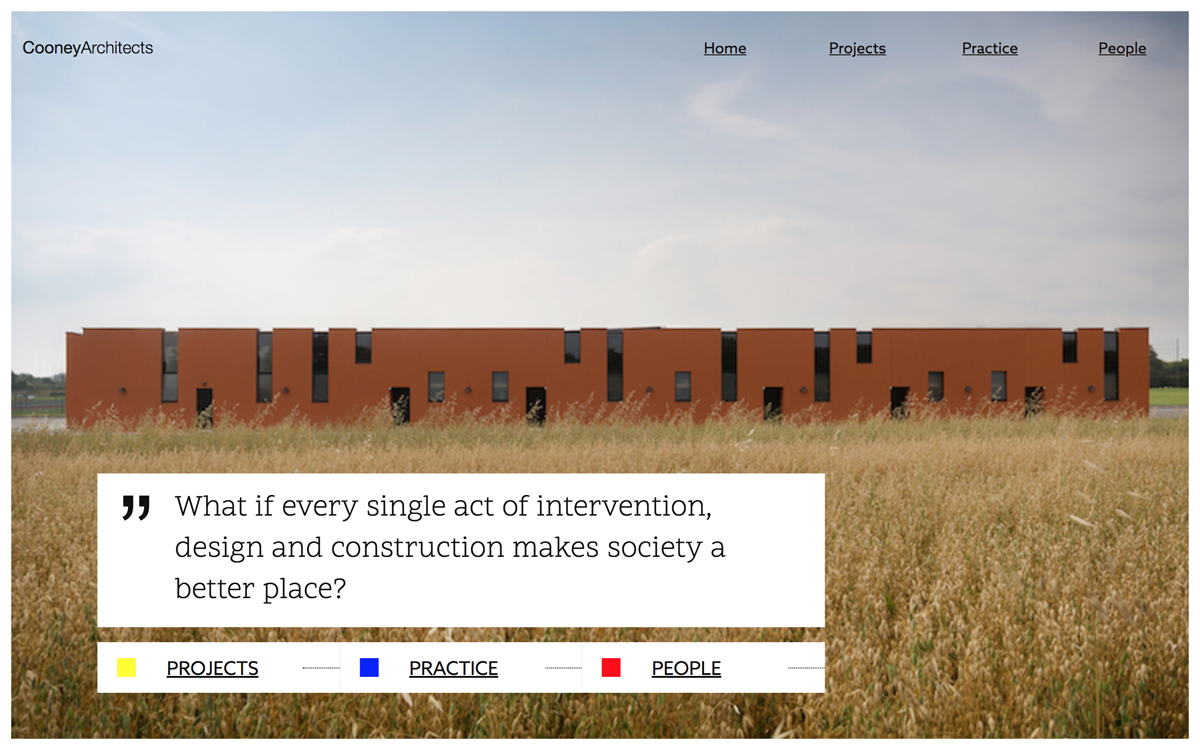 CooneyArchitects
Home Projects Practice People
” What if every single act of intervention,
design and construction makes society a
better place?
PROJECTS PRACTICE PEOPLE